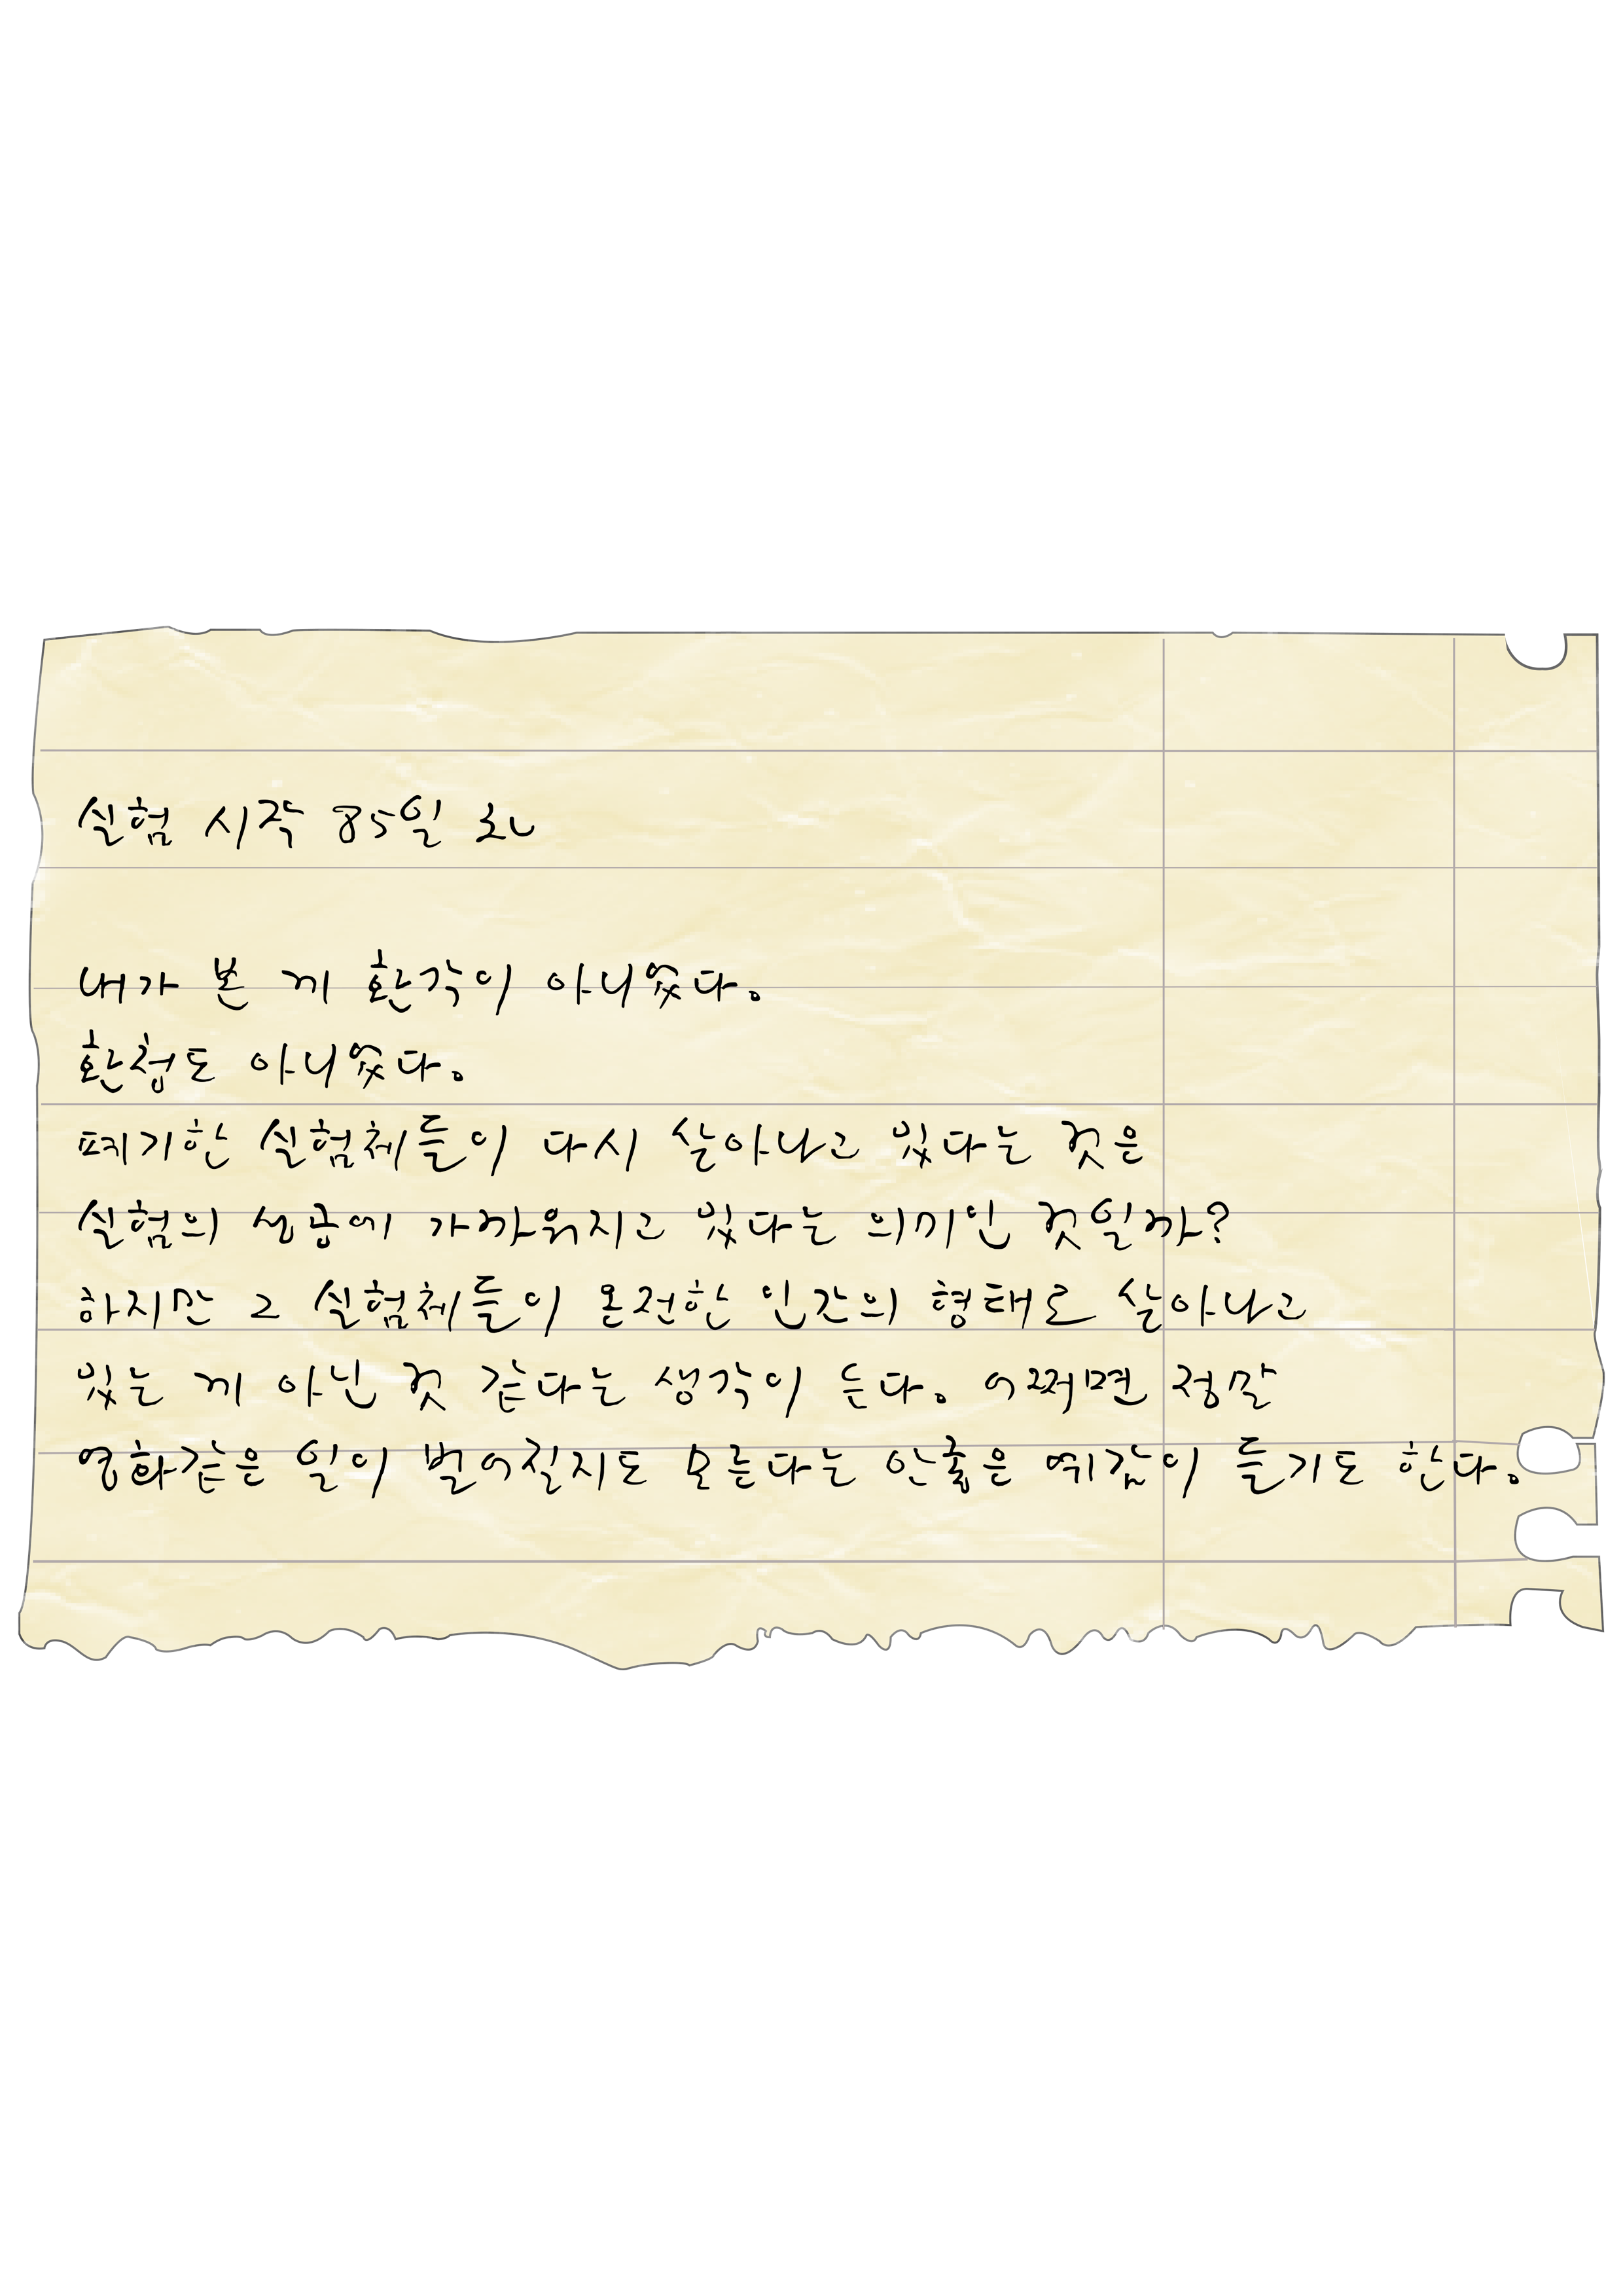 실험 시작 85일 차
내가 본 게 환각이 아니었다.
환청도 아니었다.
폐기한 실험체들이 다시 살아나고 있다는 것은
실험의 성공에 가까워지고 있다는 의미인 것일까?
하지만 그 실험체들이 온전한 인간의 형태로 살아나고
있는 게 아닌 것 같다는 생각이 든다. 어쩌면 정말
영화같은 일이 벌어질지도 모른다는 안좋은 예감이 들기도 한다.